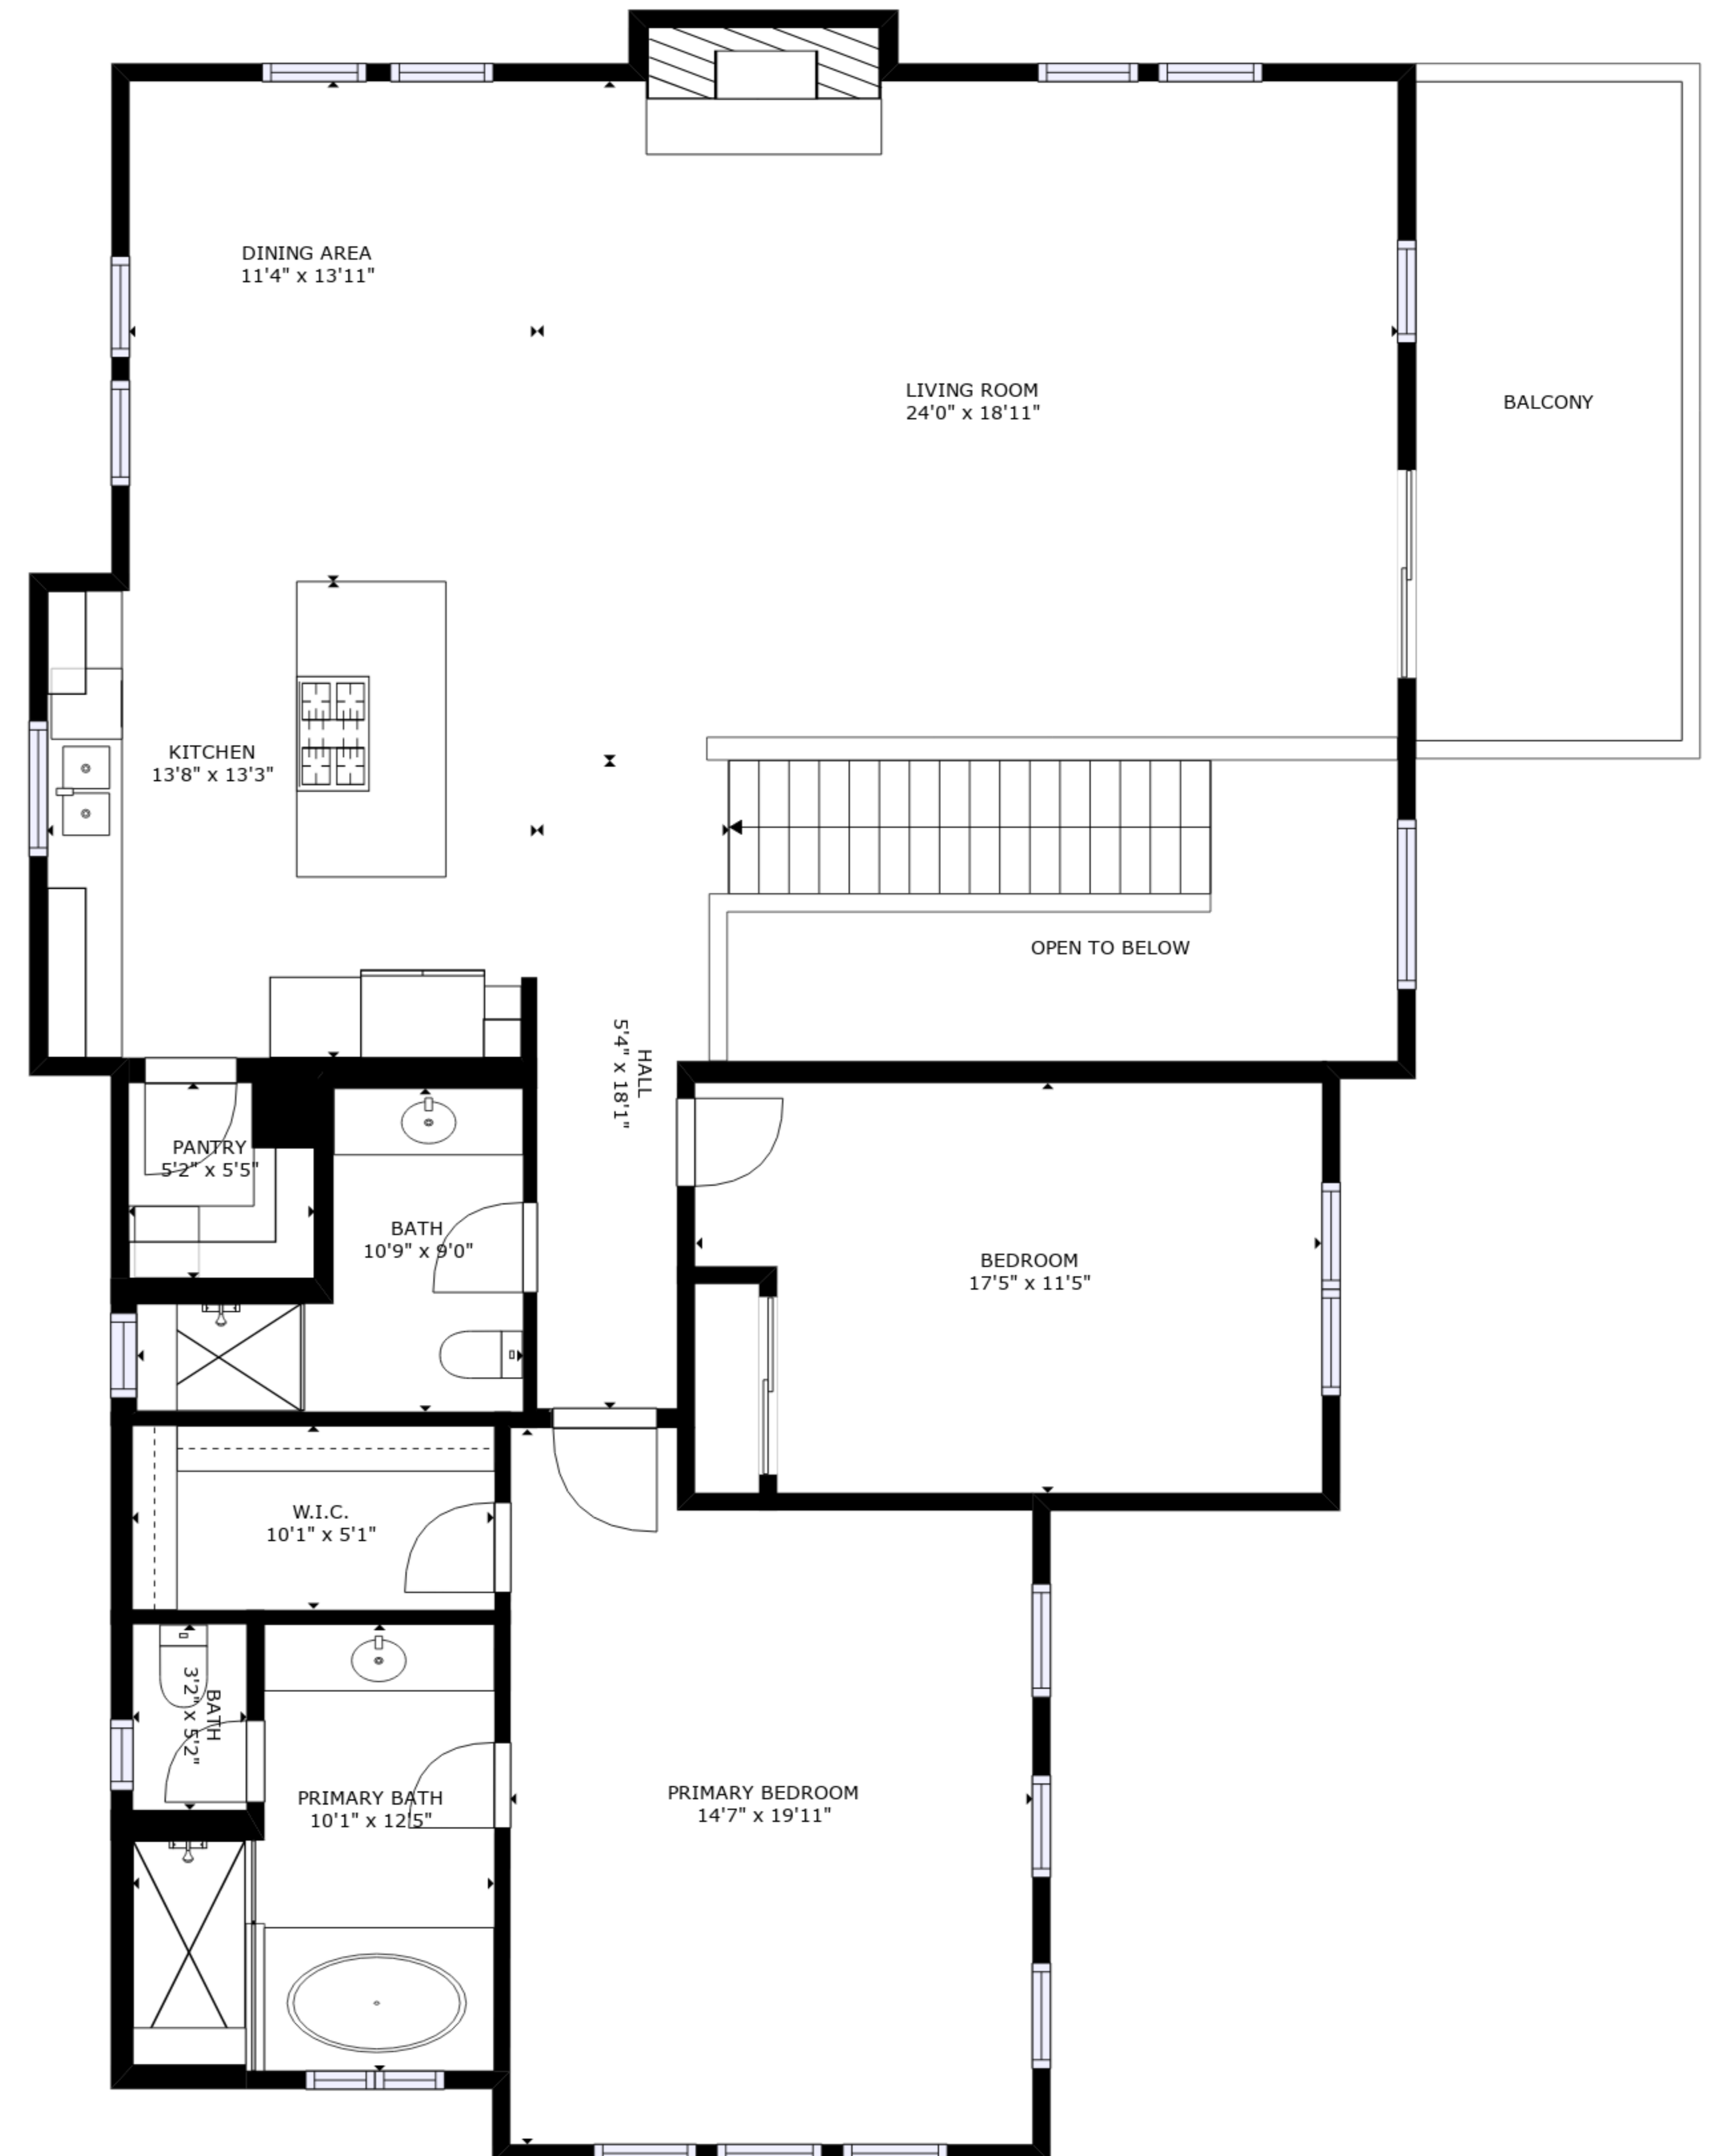 DINING AREA
11'4" x 13'11"
LIVING ROOM
24'0" x 18'11"
BALCONY
KITCHEN
13'8" x 13'3"
OPEN TO BELOW
HALL
5'4" x 18'1"
PANTRY
5'2" x 5'5"
BATH
10'9" x 9'0"
BEDROOM
17'5" x 11'5"
W.I.C.
10'1" x 5'1"
BATH
3'2" x 5'2"
PRIMARY BATH
10'1" x 12'5"
PRIMARY BEDROOM
14'7" x 19'11"